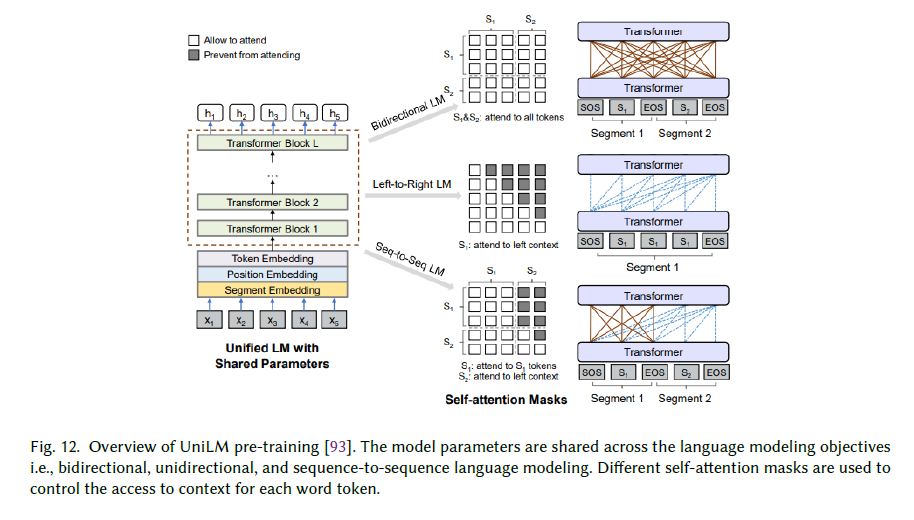 Allow to attend
Prevent from attending
h1 h2 h3 h4 h5
Transformer Block L
...
Transformer Block 2
Transformer Block 1
Token Embedding
Position Embedding
Segment Embedding
X1 X2 X3 X4 X5
Unified LM with
Shared Parameters
Bidirectional LM
Left-to-Right LM
Seq-to-Seq LM
S1 S2
S1
S2
S1&S2: attend to all tokens
S1: attend to left context
S1 S2
S1
S2
S1: attend to S1 tokens
S2: attend to left context
Self-attention Masks
Transformer
Transformer
SOS S1 EOS S2 EOS
Segment 1 Segment 2
Transformer
Transformer
SOS S1 S1 S1 EOS
Segment 1
Transformer
Transformer
SOS S1 EOS S2 EOS
Segment 1 Segment 2
Fig. 12. Overview of UniLM pre-training [93]. The model parameters are shared across the language modeling objectives
i.e., bidirectional, unidirectional, and sequence-to-sequence language modeling. Different self-attention masks are used to
control the access to context for each word token.